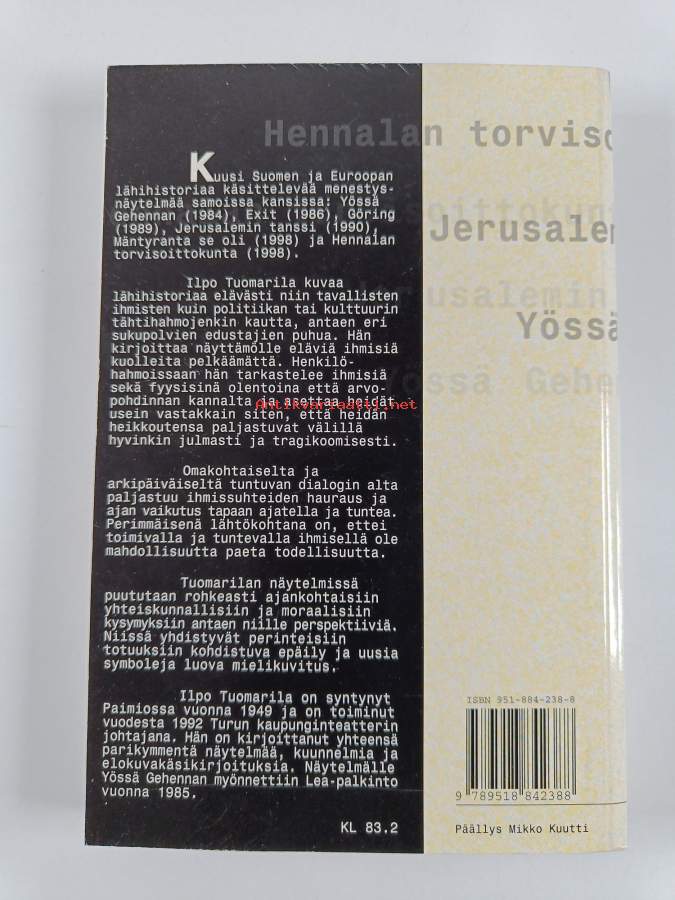 Hennalan torviso
Kuusi Suomen ja Euroopan
lähihistoriaa käsittelevää menestys-
näytelmää samoissa kansissa: Yössä
Gehennan (1984), Exit (1986), Göring
(1989), Jerusalemin tanssi (1990),
Mäntyranta se oli (1998) ja Hennalan
torvisoittokunta (1998).
soittokunt
Jerusalem
Ilpo Tuomarila kuvaa
lähihistoriaa elävästi niin tavallisten
ihmisten kuin politiikan tai kulttuurin
tähtihahmojenkin kautta, antaen eri
sukupolvien edustajien puhua. Hän
kirjoittaa näyttämölle eläviä ihmisiä
kuolleita pelkäämättä. Henkilö-
hahmoissaan hän tarkastelee ihmisiä
sekä fyysisinä olentoina että arvo-
pohdinnan kannalta ja asettaa heidät
usein vastakkain siten, että heidän
heikkoutensa paljastuvat välillä
hyvinkin julmasti ja tragikoomisesti.
rusalemin
Yössä
Yössä Gehenn
Antikvariaatti.net
Omakohtaiselta ja
arkipäiväiseltä tuntuvan dialogin alta
paljastuu ihmissuhteiden hauraus ja
ajan vaikutus tapaan ajatella ja tuntea.
Perimmäisenä lähtökohtana on, ettei
toimivalla ja tuntevalla ihmisellä ole
mahdollisuutta paeta todellisuutta.
Tuomarilan näytelmissä
puututaan rohkeasti ajankohtaisiin
yhteiskunnallisiin ja moraalisiin
kysymyksiin antaen niille perspektiiviä.
Niissä yhdistyvät perinteisiin
totuuksiin kohdistuva epäily ja uusia
symboleja luova mielikuvitus.
Ilpo Tuomarila on syntynyt
Paimiossa vuonna 1949 ja on toiminut
vuodesta 1992 Turun kaupunginteatterin
johtajana. Hän on kirjoittanut yhteensä
parikymmentä näytelmää, kuunnelmia ja
elokuvakäsikirjoituksia. Näytelmälle
Yössä Gehennan myönnettiin Lea-palkinto
vuonna 1985.
KL 83.2
ISBN 951-884-238-8
9 789518 842388
Päällys Mikko Kuutti